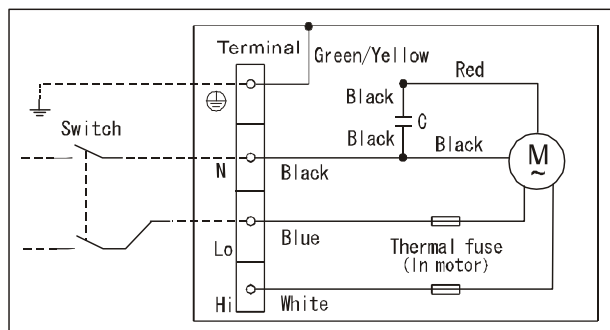 Terminal
Green/Yellow
Red
Black
C
Black
Switch
Black
M
~
N
Black
Blue
Lo
Thermal fuse
(In motor)
Hi
White